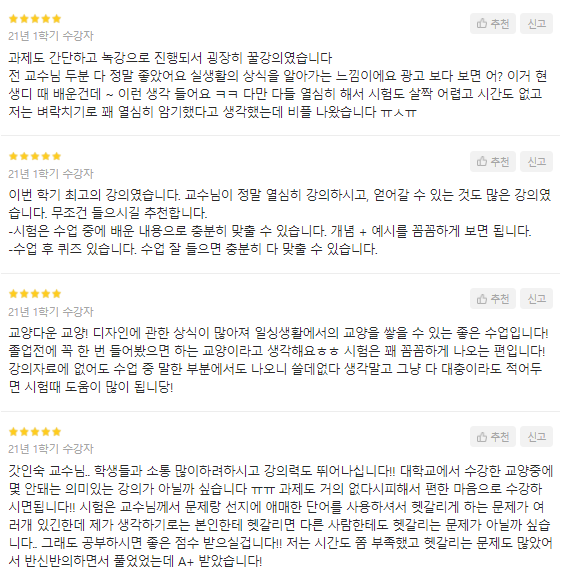 추천 신고
21년 1학기 수강자
과제도 간단하고 녹강으로 진행되서 굉장히 꿀강의였습니다
전 교수님 두분 다 정말 좋았어요 실생활의 상식을 알아가는 느낌이에요 광고 보다 보면 어? 이거 현
생디 때 배운건데 ~ 이런 생각 들어요 ㅋㅋ 다만 다들 열심히 해서 시험도 살짝 어렵고 시간도 없고
저는 벼락치기로 꽤 열심히 암기했다고 생각했는데 비플 나왔습니다 ㅠㅅㅠ
추천 신고
21년 1학기 수강자
이번 학기 최고의 강의였습니다. 교수님이 정말 열심히 강의하시고, 얻어갈 수 있는 것도 많은 강의였
습니다. 무조건 들으시길 추천합니다.
-시험은 수업 중에 배운 내용으로 충분히 맞출 수 있습니다. 개념 + 예시를 꼼꼼하게 보면 됩니다.
-수업 후 퀴즈 있습니다. 수업 잘 들으면 충분히 다 맞출 수 있습니다.
추천 신고
21년 1학기 수강자
교양다운 교양! 디자인에 관한 상식이 많아져 일싱생활에서의 교양을 쌓을 수 있는 좋은 수업입니다!
졸업전에 꼭 한 번 들어봤으면 하는 교양이라고 생각해요ㅎㅎ 시험은 꽤 꼼꼼하게 나오는 편입니다!
강의자료에 없어도 수업 중 말한 부분에서도 나오니 쓸데없다 생각말고 그냥 다 대충이라도 적어두
면 시험때 도움이 많이 됩니당!
추천 신고
21년 1학기 수강자
갓인숙 교수님.. 학생들과 소통 많이하려하시고 강의력도 뛰어나십니다!! 대학교에서 수강한 교양중에
몇 안돼는 의미있는 강의가 아닐까 싶습니다 ㅠㅠ 과제도 거의 없다시피해서 편한 마음으로 수강하
시면됩니다!! 시험은 교수님께서 문제랑 선지에 애매한 단어를 사용하셔서 헷갈리게 하는 문제가 여
러개 있긴한데 제가 생각하기로는 본인한테 헷갈리면 다른 사람한테도 헷갈리는 문제가 아닐까 싶습
니다.. 그래도 공부하시면 좋은 점수 받으실겁니다!! 저는 시간도 쫌 부족했고 헷갈리는 문제도 많았어
서 반신반의하면서 풀었었는데 A+ 받았습니다!